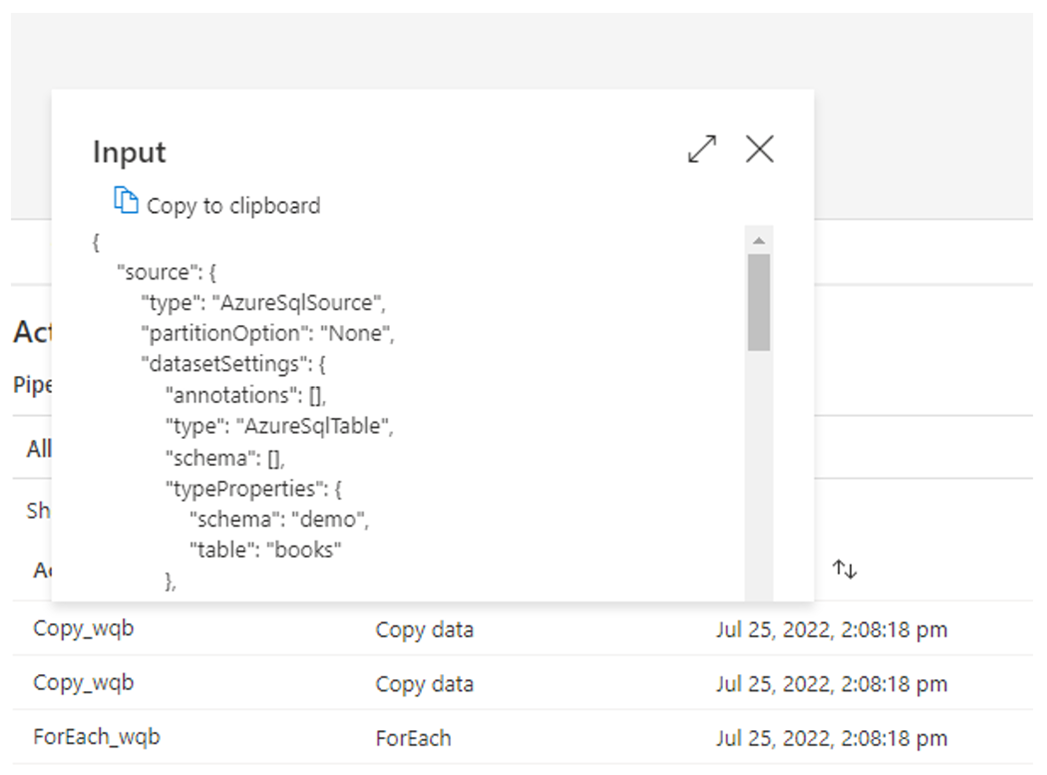 Input
Copy to clipboard
{
"source": {
"type": "AzureSqlSource",
"partitionOption": "None",
"datasetSettings": {
"annotations": [],
"type": "AzureSqlTable",
"schema": [],
"typeProperties": {
"schema": "demo",
"table": "books"
},
Act
Pipe
All
Sh
Ac
Copy_wqb Copy data Jul 25, 2022, 2:08:18 pm
Copy_wqb Copy data Jul 25, 2022, 2:08:18 pm
ForEach_wqb ForEach Jul 25, 2022, 2:08:18 pm